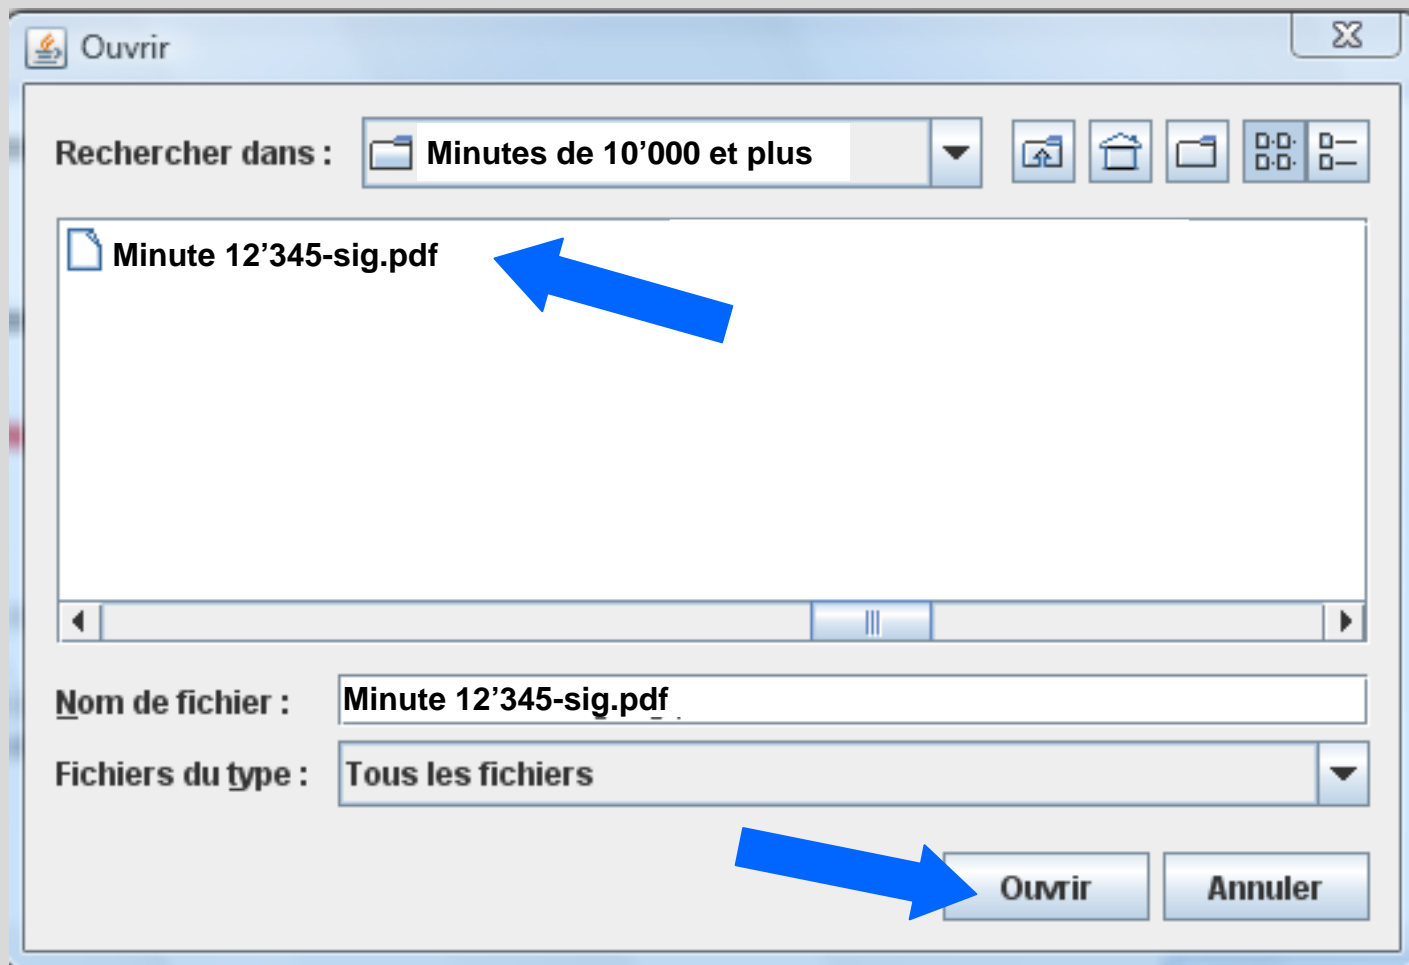 Ouvrir
Rechercher dans : Minutes de 10’000 et plus
Minute 12’345-sig.pdf
Nom de fichier : Minute 12’345-sig.pdf
Fichiers du type : Tous les fichiers
Ouvrir Annuler